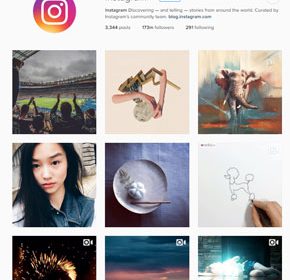 Instagram Discovering — and telling — stories from around the world. Curated by
Instagram's community team. blog.instagram.com
3,344 posts 173m followers 291 following